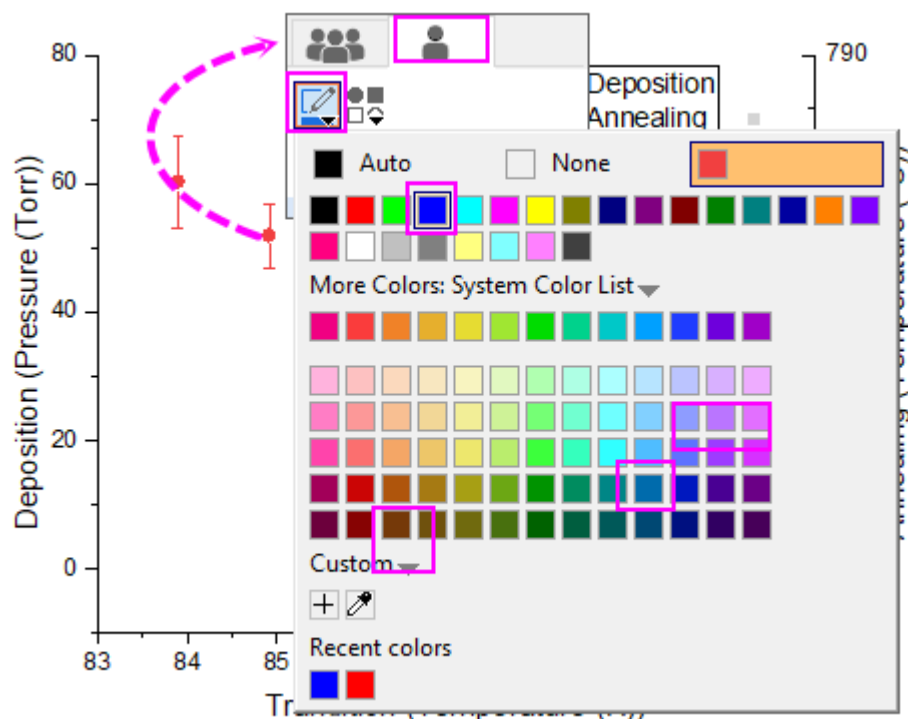 80
790
Deposition
Annealing
Auto
None
60
More Colors: System Color List
40
20
0
Custom
Recent colors
83
84
85
Deposition (Pressure (Torr))